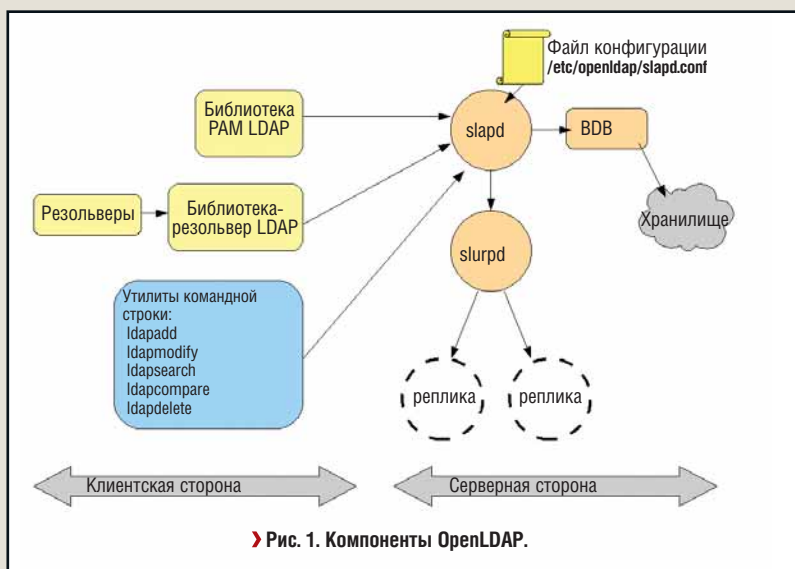 Файл конфигурации
/etc/openldap/slapd.conf
Библиотека
PAM LDAP
slapd
BDB
Резольверы
Библиотека-
резольвер LDAP
Хранилище
slurpd
Утилиты командной
строки:
ldapadd
ldapmodify
ldapsearch
ldapcompare
ldapdelete
реплика
реплика
Клиентская сторона
Серверная сторона
Рис. 1. Компоненты OpenLDAP.